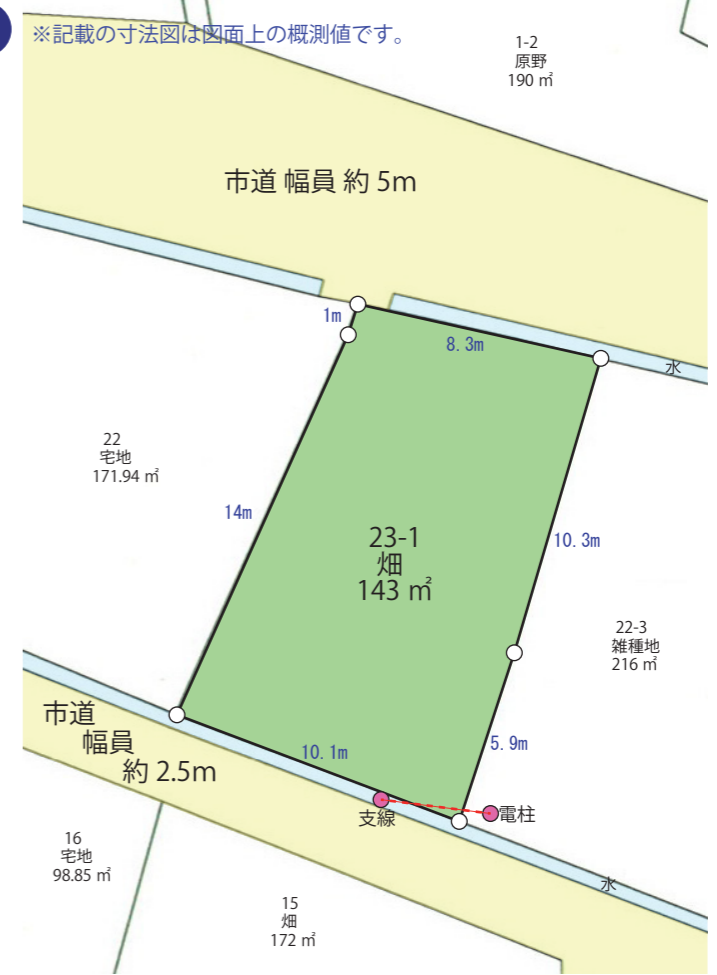 ※記載の寸法図は図面上の概測値です。
1-2
原野
190 ㎡
市道 幅員 約 5m
1m
8.3m
水
22
宅地
171.94 ㎡
14m
23-1
畑
143 ㎡
10.3m
22-3
雑種地
216 ㎡
市道
幅員
約 2.5m
10.1m
5.9m
支線
電柱
16
宅地
98.85 ㎡
15
畑
172 ㎡
水